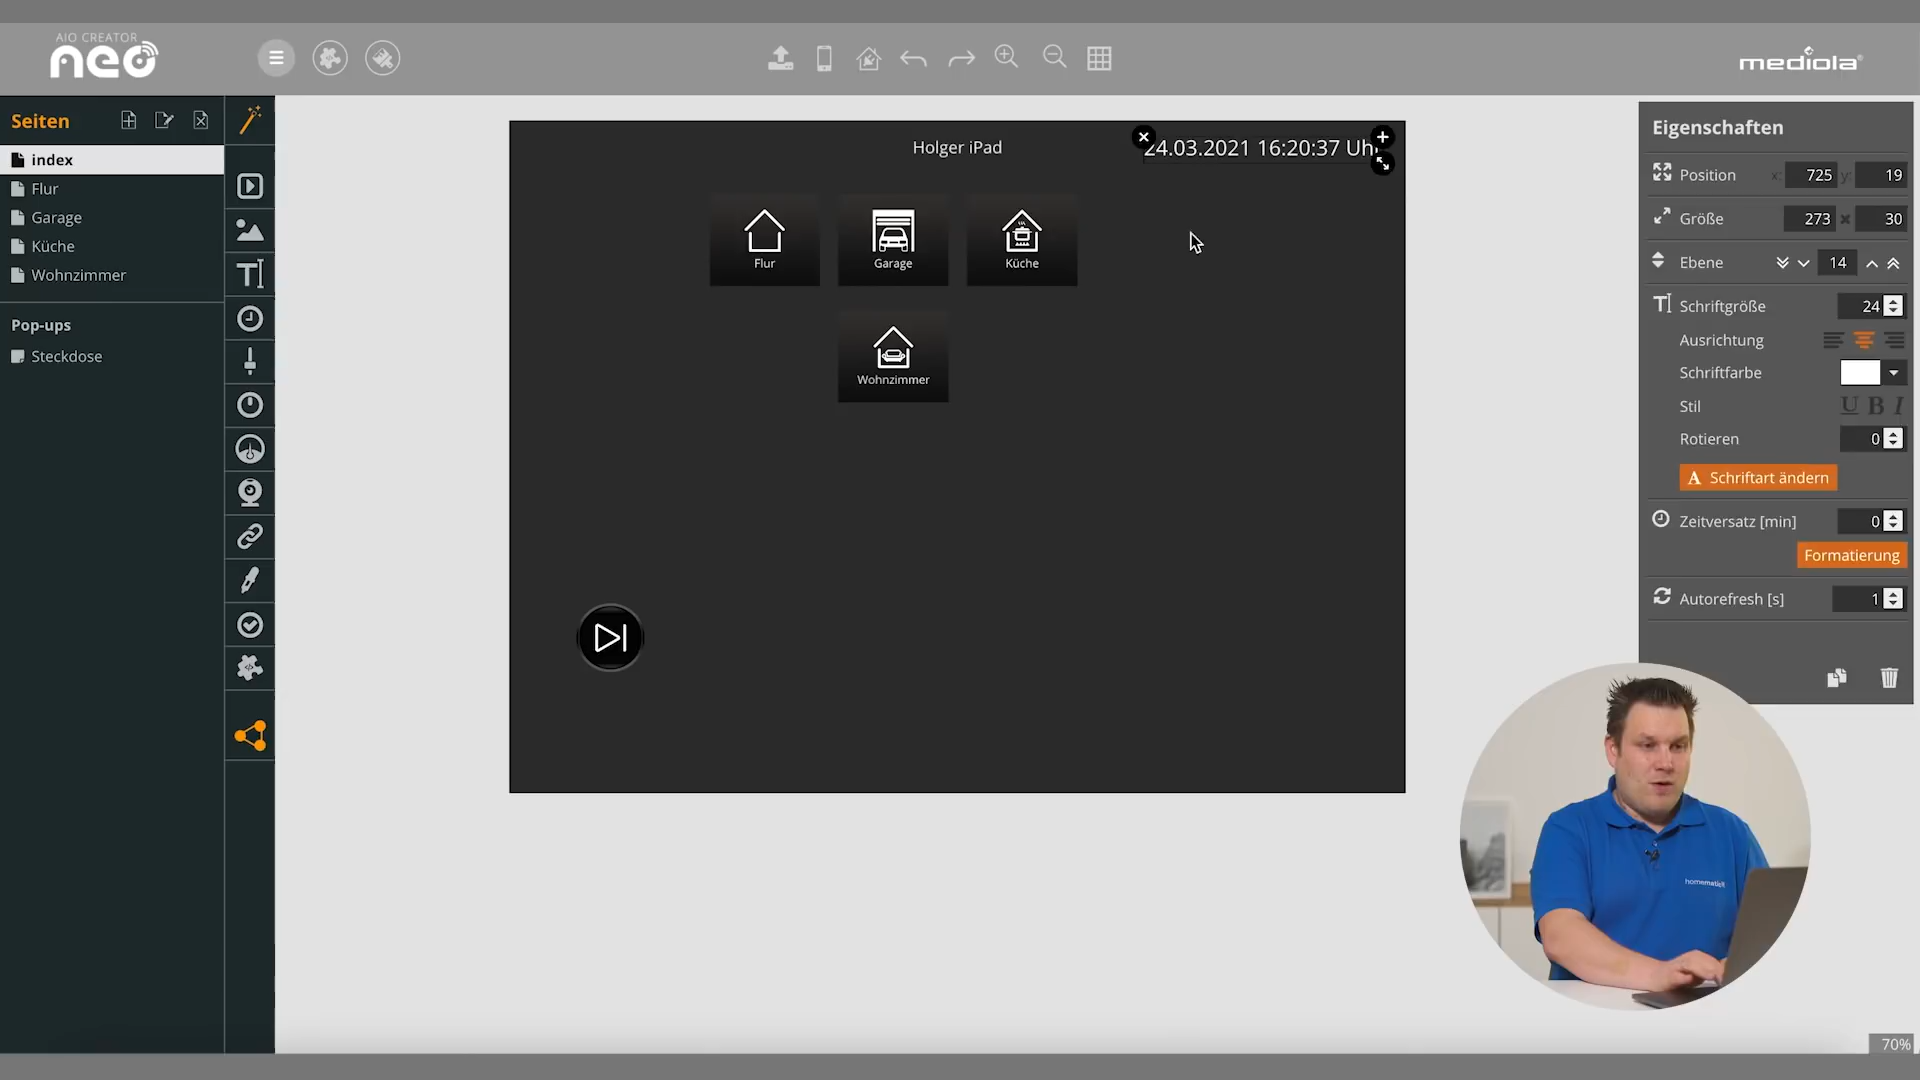 AIO CREATOR
neo
mediola®
Seiten
index
Flur
Garage
Küche
Wohnzimmer
Pop-ups
Steckdose
Holger iPad
24.03.2021 16:20:37 Uhr
Flur
Garage
Küche
Wohnzimmer
Eigenschaften
Position x: 725 y: 19
Größe 273 x 30
Ebene 14
Schriftgröße 24
Ausrichtung
Schriftfarbe
Stil U B I
Rotieren 0
A Schriftart ändern
Zeitversatz [min] 0
Formatierung
Autorefresh [s] 1
homematic IP
70%